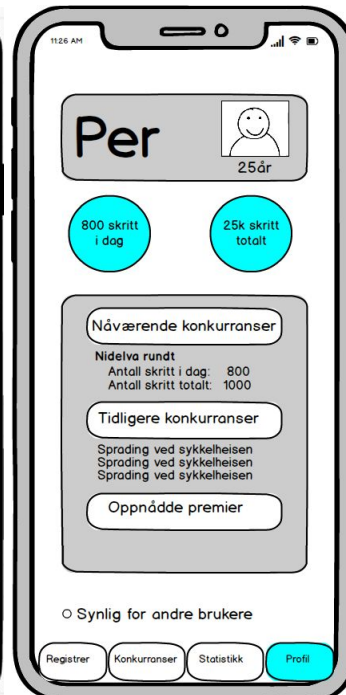 11:26 AM
Per
25år
800 skritt
i dag
25k skritt
totalt
Nåværende konkurranser
Nidelva rundt
Antall skritt i dag: 800
Antall skritt totalt: 1000
Tidligere konkurranser
Sprading ved sykkelheisen
Sprading ved sykkelheisen
Sprading ved sykkelheisen
Oppnådde premier
Synlig for andre brukere
Registrer
Konkurranser
Statistikk
Profil